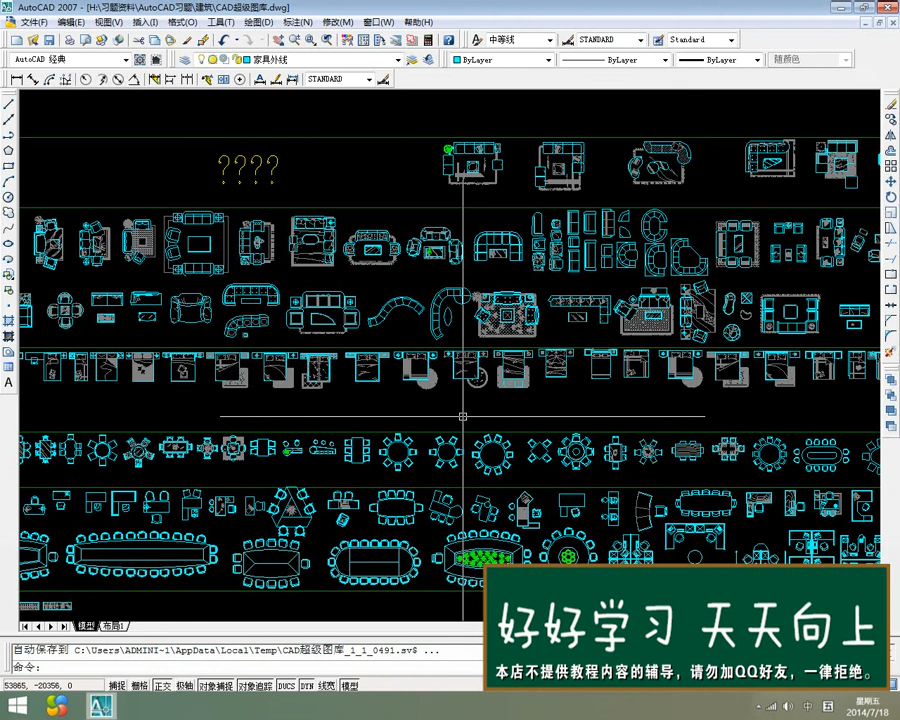 AutoCAD 2007 - [H:\习题资料\AutoCAD习题\建筑\CAD超级图库.dwg]
文件(F) 编辑(E) 视图(V) 插入(I) 格式(O) 工具(T) 绘图(D) 标注(N) 修改(M) 窗口(W) 帮助(H)
中等线 STANDARD Standard
AutoCAD 经典 家具外线 ByLayer ByLayer ByLayer 随颜色
STANDARD
????
A
模型 布局1
自动保存到 C:\Users\ADMINI~1\AppData\Local\Temp\CAD超级图库_1_1_0491.sv$ ...
命令:
53865, -20356, 0 捕捉 栅格 正交 极轴 对象捕捉 对象追踪 DUCS DYN 线宽 模型
好好学习 天天向上
本店不提供教程内容的辅导，请勿加QQ好友，一律拒绝。
中 五
星期五
2014/7/18